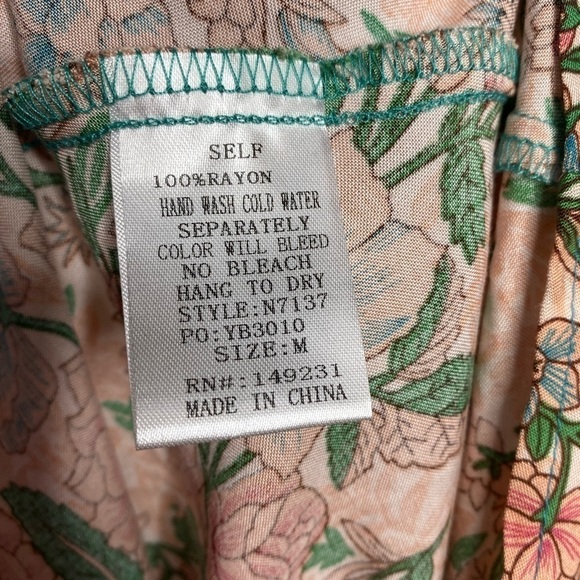 SELF
100%RAYON
HAND WASH COLD WATER
SEPARATELY
COLOR WILL BLEED
NO BLEACH
HANG TO DRY
STYLE:N7137
PO:YB3010
SIZE:M
RN#:149231
MADE IN CHINA